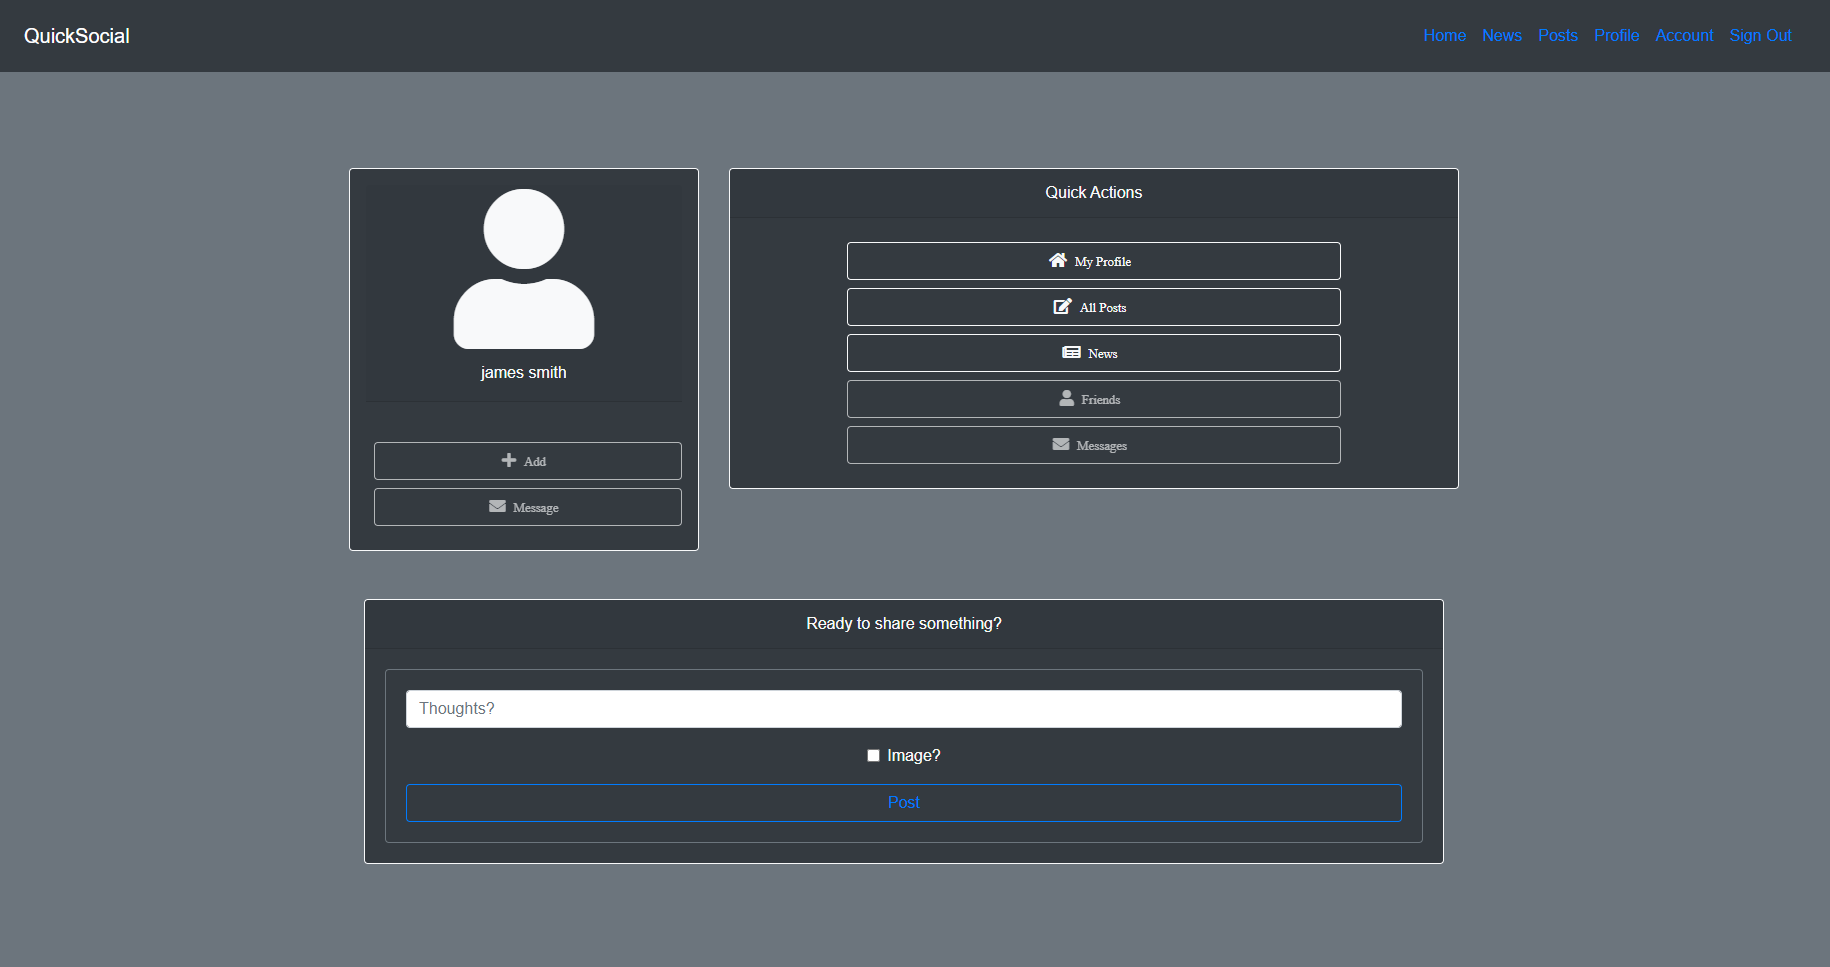 QuickSocial
Home News Posts Profile Account Sign Out
james smith
Add
Message
Quick Actions
My Profile
All Posts
News
Friends
Messages
Ready to share something?
Thoughts?
Image?
Post